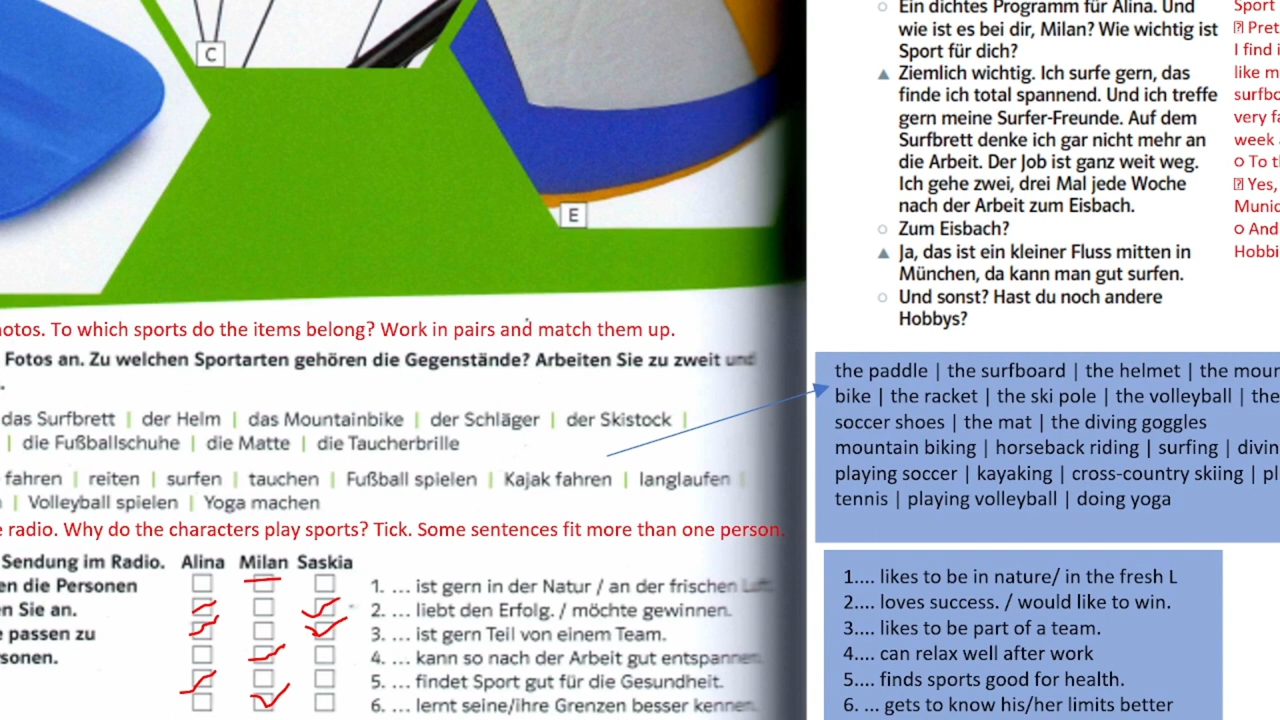 C
E
hotos. To which sports do the items belong? Work in pairs and match them up.
Fotos an. Zu welchen Sportarten gehören die Gegenstände? Arbeiten Sie zu zweit und
das Surfbrett | der Helm | das Mountainbike | der Schläger | der Skistock |
| die Fußballschuhe | die Matte | die Taucherbrille
fahren | reiten | surfen | tauchen | Fußball spielen | Kajak fahren | langlaufen |
| Volleyball spielen | Yoga machen
radio. Why do the characters play sports? Tick. Some sentences fit more than one person.
Sendung im Radio. Alina Milan Saskia
en die Personen
en Sie an.
passen zu
sonen.
1. ... ist gern in der Natur / an der frischen Luft.
2. ... liebt den Erfolg. / möchte gewinnen.
3. ... ist gern Teil von einem Team.
4. ... kann so nach der Arbeit gut entspannen.
5. ... findet Sport gut für die Gesundheit.
6. ... lernt seine/ihre Grenzen besser kennen.
○ Ein dichtes Programm für Alina. Und
wie ist es bei dir, Milan? Wie wichtig ist
Sport für dich?
▲ Ziemlich wichtig. Ich surfe gern, das
finde ich total spannend. Und ich treffe
gern meine Surfer-Freunde. Auf dem
Surfbrett denke ich gar nicht mehr an
die Arbeit. Der Job ist ganz weit weg.
Ich gehe zwei, drei Mal jede Woche
nach der Arbeit zum Eisbach.
○ Zum Eisbach?
▲ Ja, das ist ein kleiner Fluss mitten in
München, da kann man gut surfen.
○ Und sonst? Hast du noch andere
Hobbys?
Sport
Pret
I find i
like m
surfbo
very fa
week
o To t
Yes,
Munic
o And
Hobbi
the paddle | the surfboard | the helmet | the moun
bike | the racket | the ski pole | the volleyball | the
soccer shoes | the mat | the diving goggles
mountain biking | horseback riding | surfing | divin
playing soccer | kayaking | cross-country skiing | pl
tennis | playing volleyball | doing yoga
1.... likes to be in nature/ in the fresh L
2.... loves success. / would like to win.
3.... likes to be part of a team.
4.... can relax well after work
5.... finds sports good for health.
6. ... gets to know his/her limits better